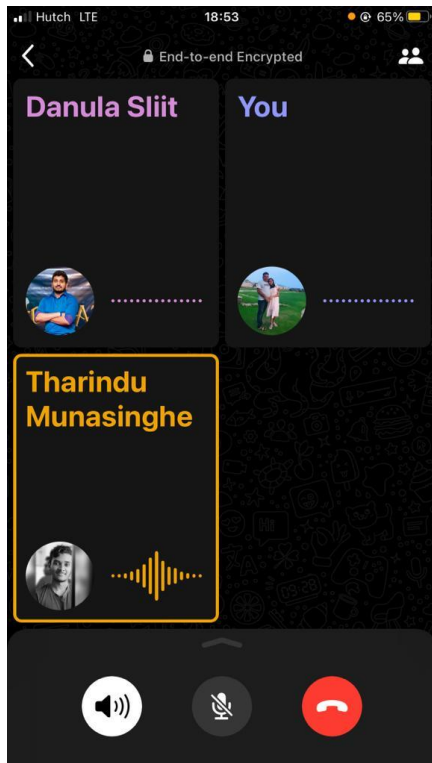 Hutch LTE
18:53
65%
End-to-end Encrypted
Danula Sliit
You
Tharindu
Munasinghe